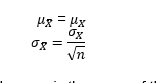 μX̄ = μX
σX̄ = σX/√n